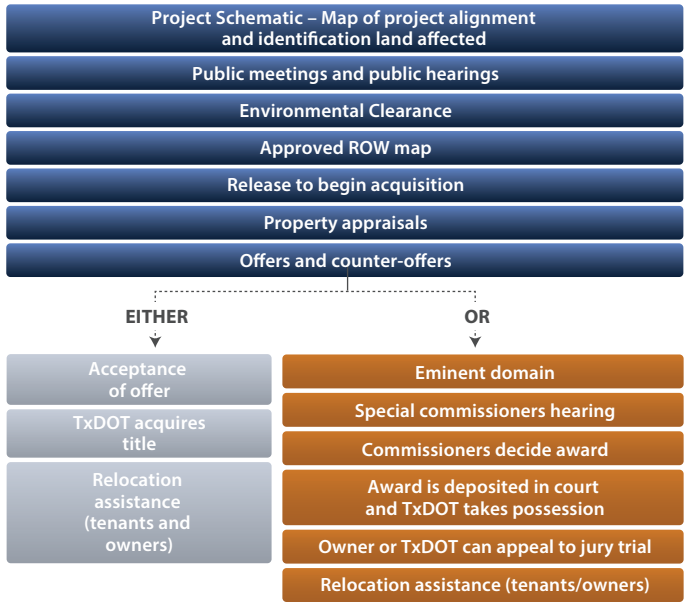 Project Schematic – Map of project alignment
and identification land affected
Public meetings and public hearings
Environmental Clearance
Approved ROW map
Release to begin acquisition
Property appraisals
Offers and counter-offers
EITHER
OR
Acceptance
of offer
TxDOT acquires
title
Relocation
assistance
(tenants and
owners)
Eminent domain
Special commissioners hearing
Commissioners decide award
Award is deposited in court
and TxDOT takes possession
Owner or TxDOT can appeal to jury trial
Relocation assistance (tenants/owners)